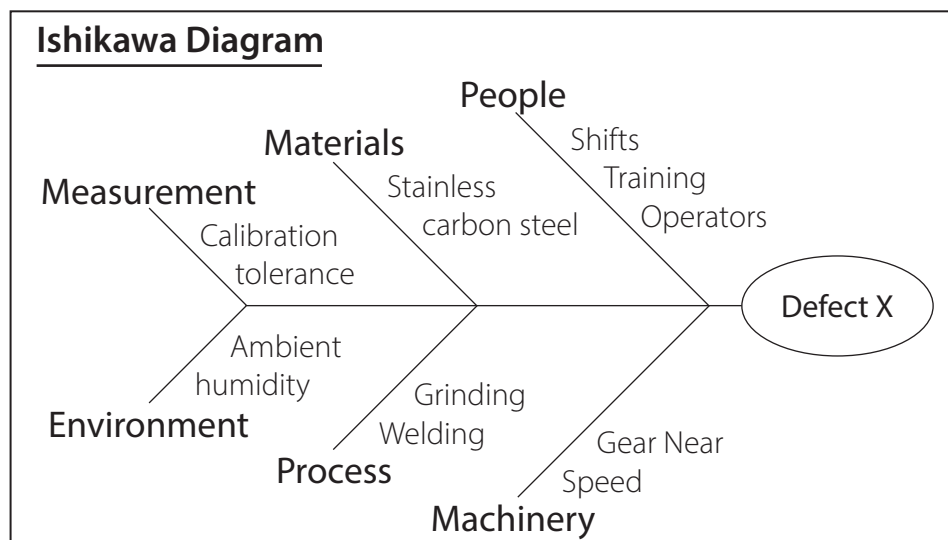 Ishikawa Diagram
People
Shifts
Training
Operators
Materials
Stainless
carbon steel
Measurement
Calibration
tolerance
Defect X
Ambient
humidity
Environment
Grinding
Welding
Process
Gear Near
Speed
Machinery